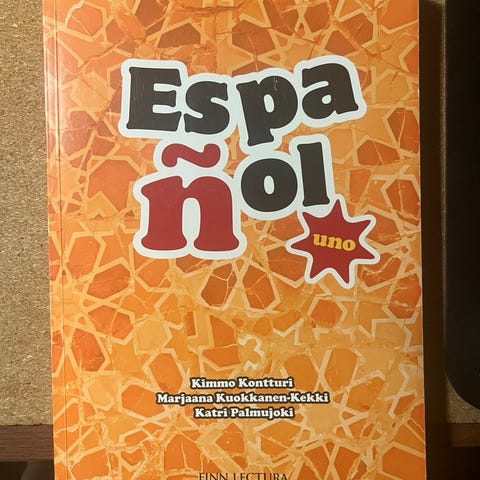 Espa
ñol
uno
Kimmo Kontturi
Marjaana Kuokkanen-Kekki
Katri Palmujoki
FINN LECTURA